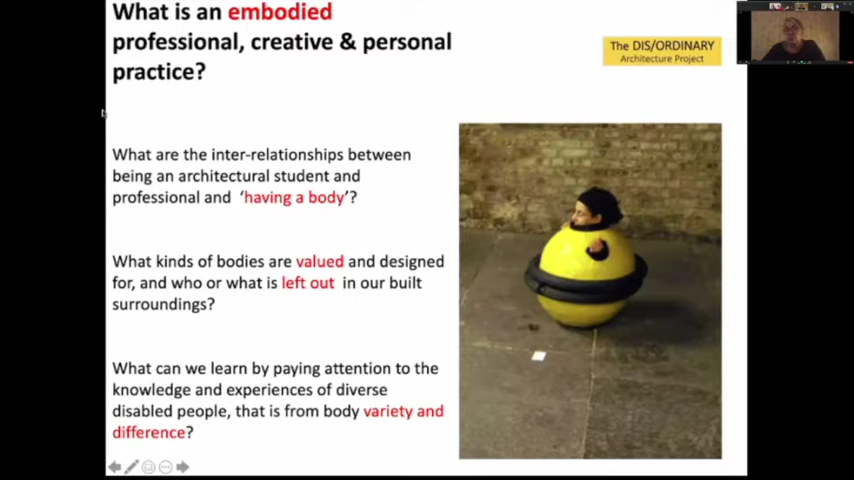 What is an embodied
professional, creative & personal
practice?
The DIS/ORDINARY
Architecture Project
What are the inter-relationships between
being an architectural student and
professional and ‘having a body’?
What kinds of bodies are valued and designed
for, and who or what is left out in our built
surroundings?
What can we learn by paying attention to the
knowledge and experiences of diverse
disabled people, that is from body variety and
difference?